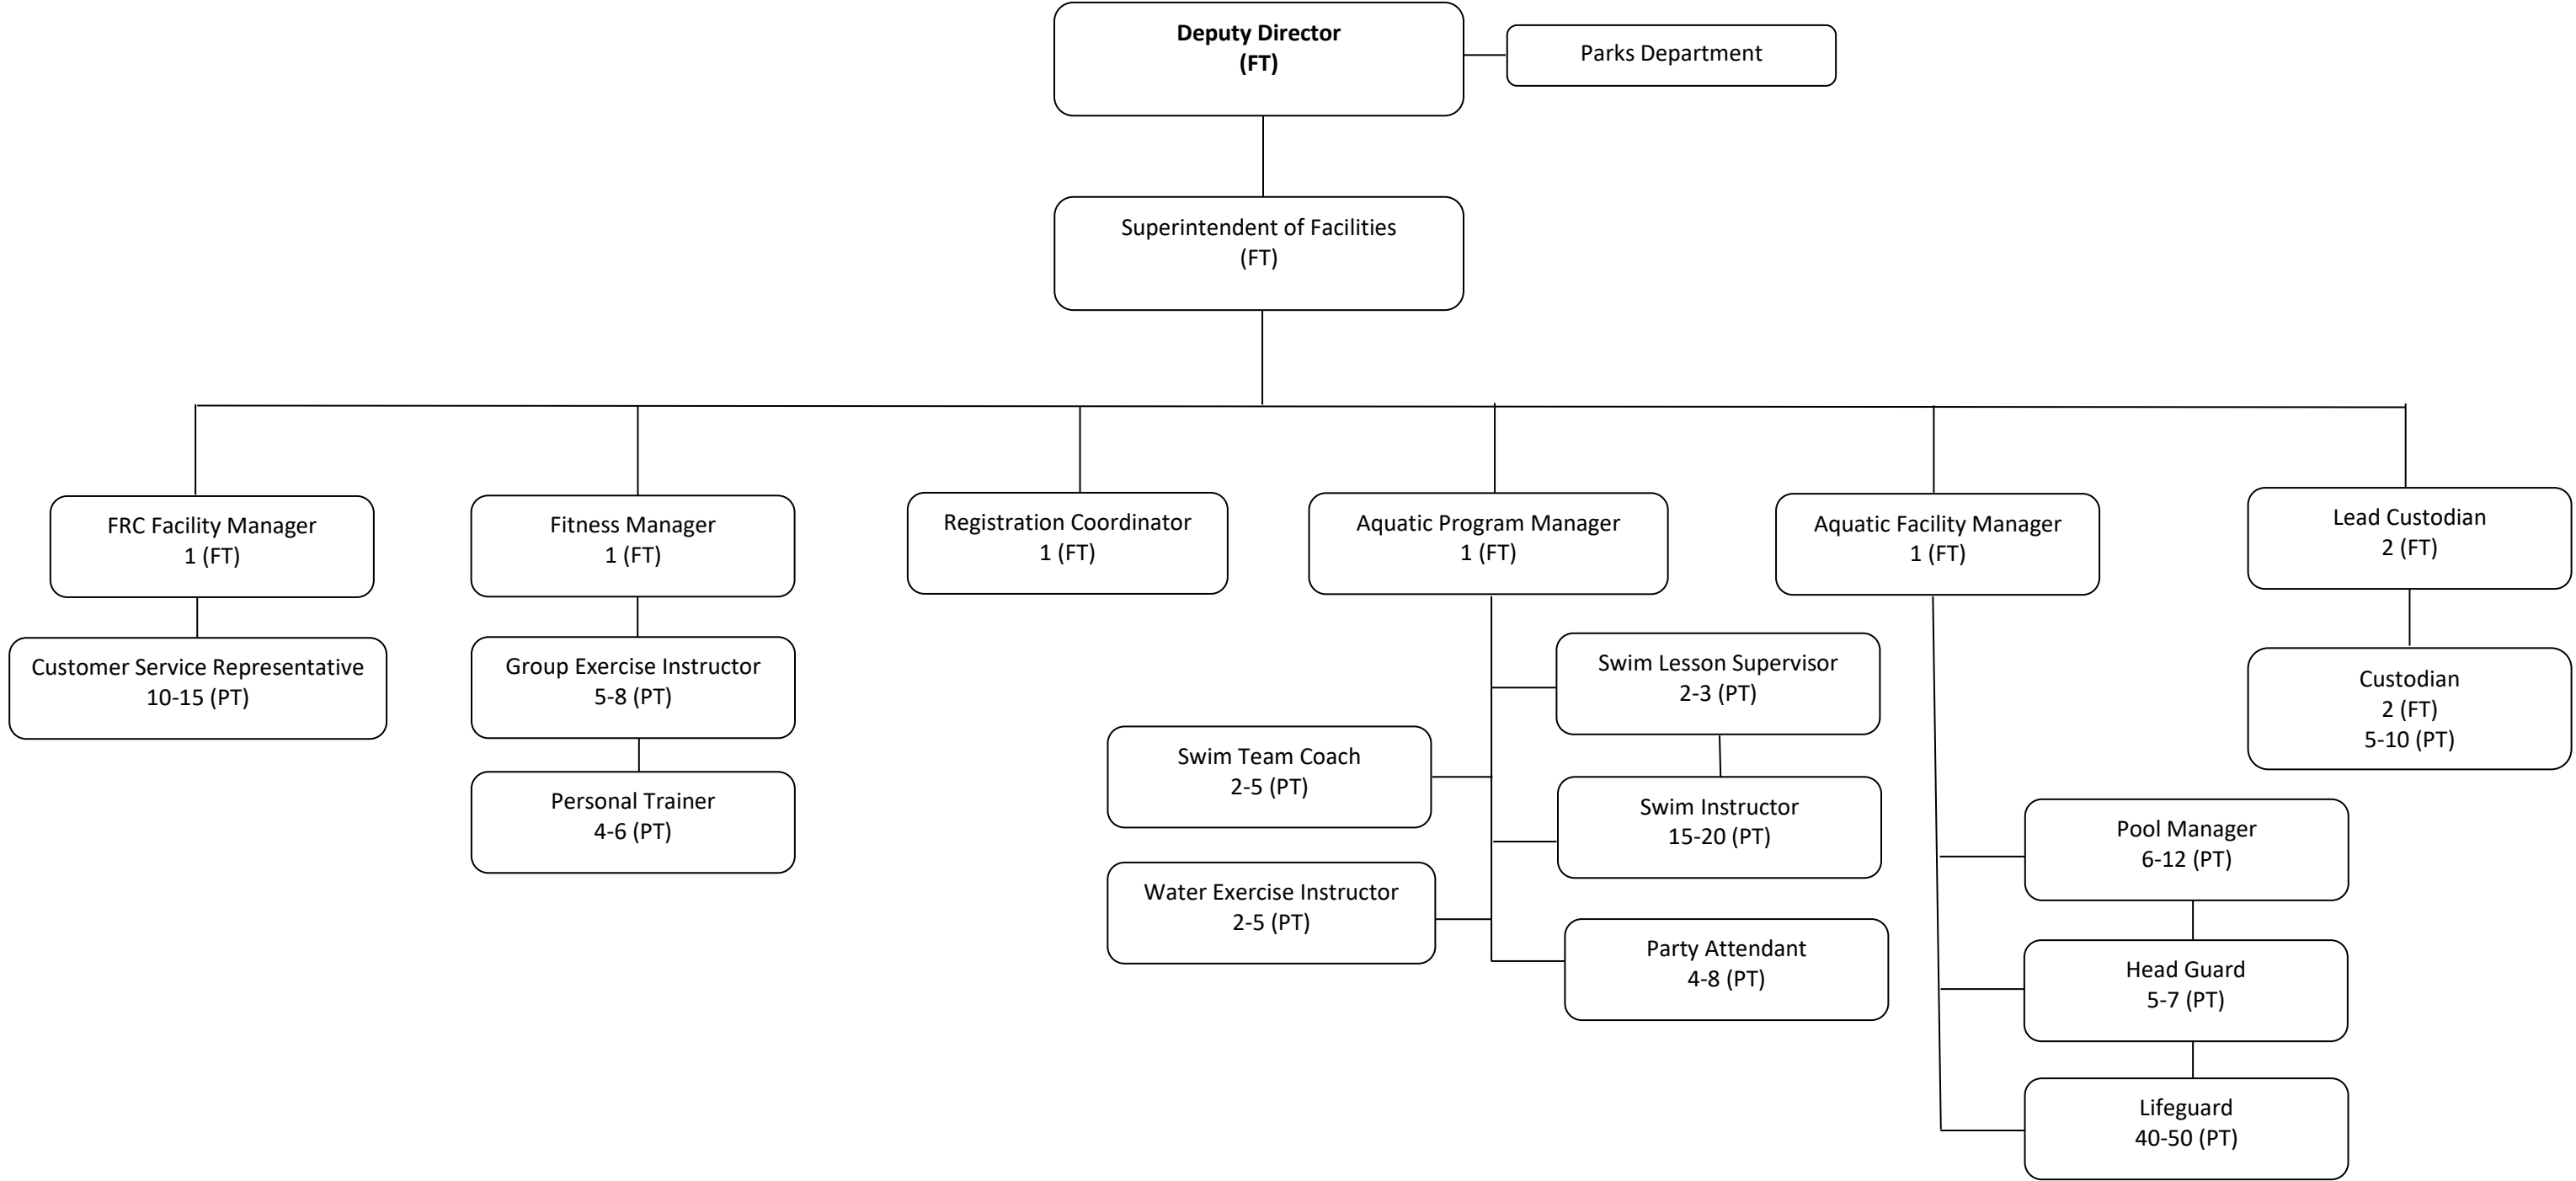 Deputy Director
(FT)
Parks Department
Superintendent of Facilities
(FT)
FRC Facility Manager
1 (FT)
Fitness Manager
1 (FT)
Registration Coordinator
1 (FT)
Aquatic Program Manager
1 (FT)
Aquatic Facility Manager
1 (FT)
Lead Custodian
2 (FT)
Customer Service Representative
10-15 (PT)
Group Exercise Instructor
5-8 (PT)
Personal Trainer
4-6 (PT)
Swim Lesson Supervisor
2-3 (PT)
Swim Team Coach
2-5 (PT)
Swim Instructor
15-20 (PT)
Water Exercise Instructor
2-5 (PT)
Party Attendant
4-8 (PT)
Custodian
2 (FT)
5-10 (PT)
Pool Manager
6-12 (PT)
Head Guard
5-7 (PT)
Lifeguard
40-50 (PT)